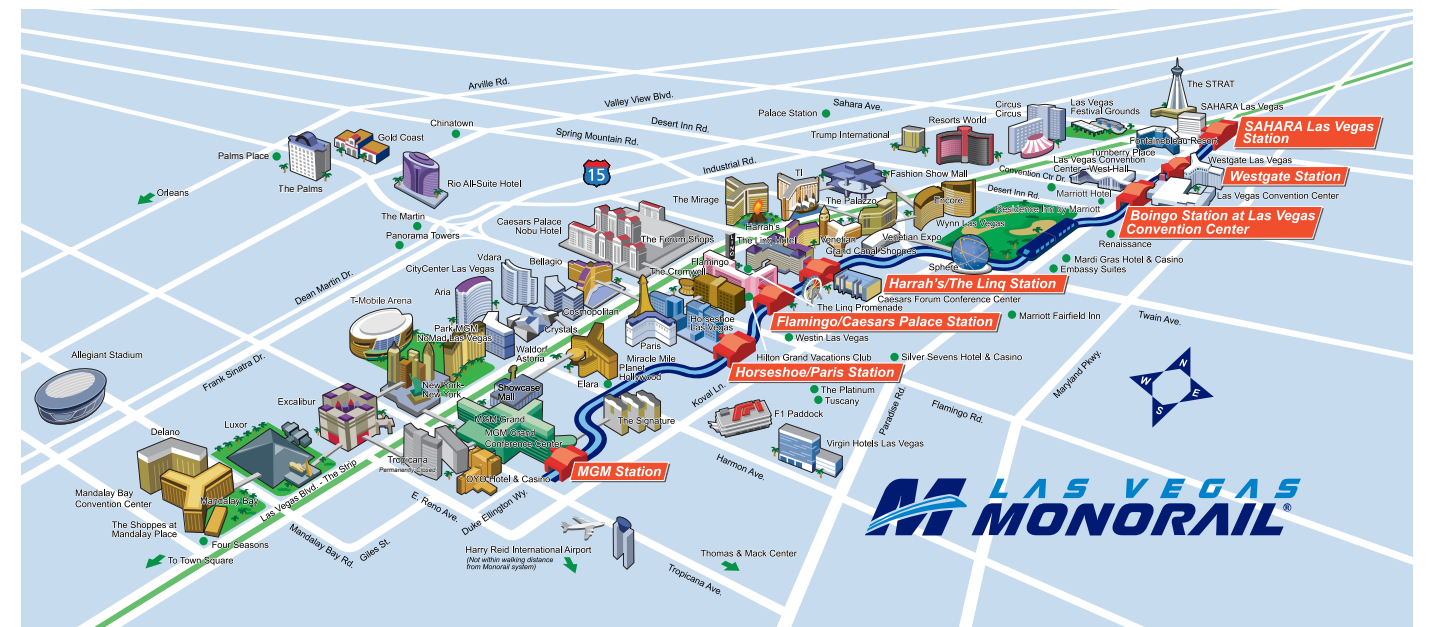 Arville Rd.
Valley View Blvd.
Sahara Ave.
Palace Station
Desert Inn Rd.
Spring Mountain Rd.
Industrial Rd.
Chinatown
Gold Coast
Palms Place
The Palms
Rio All-Suite Hotel
Orleans
15
The STRAT
SAHARA Las Vegas
SAHARA Las Vegas
Station
Las Vegas
Festival Grounds
Circus
Circus
Resorts World
Trump International
Fontainebleau Resort
Turnberry Place
Westgate Las Vegas
Westgate Station
Las Vegas Convention
Center - West Hall
Convention Ctr Dr.
Marriott Hotel
Las Vegas Convention Center
Boingo Station at Las Vegas
Convention Center
Desert Inn Rd.
Residence Inn by Marriott
Renaissance
Mardi Gras Hotel & Casino
Embassy Suites
Fashion Show Mall
TI
The Mirage
The Palazzo
Encore
Wynn Las Vegas
Venetian
Venetian Expo
Grand Canal Shoppes
Sphere
Harrah's
The Linq Hotel
Harrah's/The Linq Station
Caesars Forum Conference Center
The Linq Promenade
The Martin
Panorama Towers
Caesars Palace
Nobu Hotel
The Forum Shops
Flamingo
The Cromwell
Flamingo/Caesars Palace Station
Marriott Fairfield Inn
Twain Ave.
Westin Las Vegas
Vdara
CityCenter Las Vegas
Bellagio
Aria
Cosmopolitan
Dean Martin Dr.
T-Mobile Arena
Park MGM
NoMad Las Vegas
Crystals
Waldorf
Astoria
Horseshoe
Las Vegas
Paris
Miracle Mile
Planet
Hollywood
Elara
Hilton Grand Vacations Club
Silver Sevens Hotel & Casino
Horseshoe/Paris Station
Maryland Pkwy.
N
W
E
S
Allegiant Stadium
Frank Sinatra Dr.
New York-
New York
Showcase
Mall
Koval Ln.
The Platinum
Tuscany
Paradise Rd.
Flamingo Rd.
Excalibur
Luxor
Delano
MGM Grand
MGM Grand
Conference Center
The Signature
F1 Paddock
Virgin Hotels Las Vegas
Harmon Ave.
Tropicana
Permanently Closed
OYO Hotel & Casino
MGM Station
Mandalay Bay
Convention Center
Mandalay Bay
Las Vegas Blvd. - The Strip
E. Reno Ave.
Duke Ellington Wy.
The Shoppes at
Mandalay Place
Four Seasons
To Town Square
Mandalay Bay Rd.
Giles St.
Harry Reid International Airport
(Not within walking distance
from Monorail system)
Thomas & Mack Center
Tropicana Ave.
M LAS VEGAS
MONORAIL®